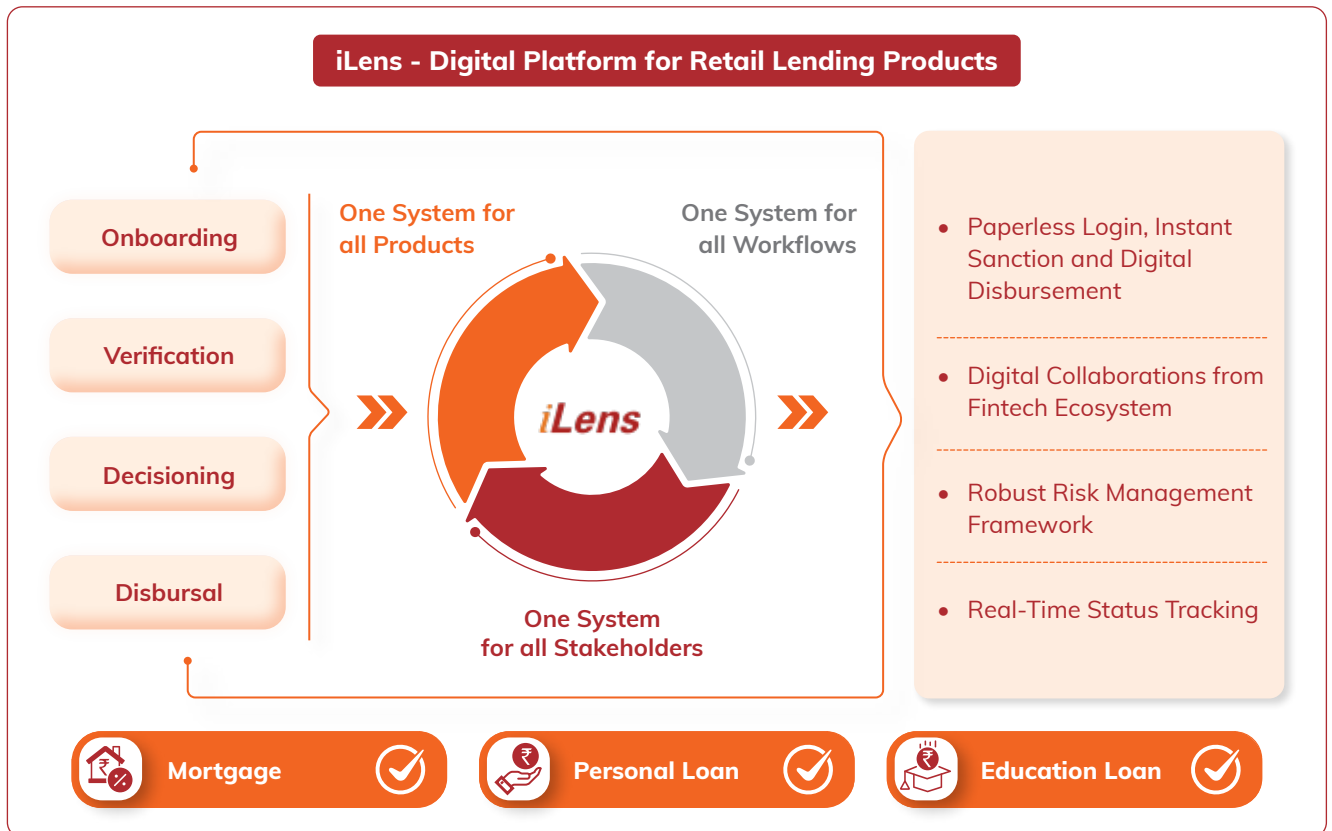 iLens - Digital Platform for Retail Lending Products
Onboarding
Verification
Decisioning
Disbursal
One System for
all Products
One System for
all Workflows
iLens
One System
for all Stakeholders
• Paperless Login, Instant
Sanction and Digital
Disbursement
• Digital Collaborations from
Fintech Ecosystem
• Robust Risk Management
Framework
• Real-Time Status Tracking
₹ %
Mortgage
₹
Personal Loan
₹
Education Loan